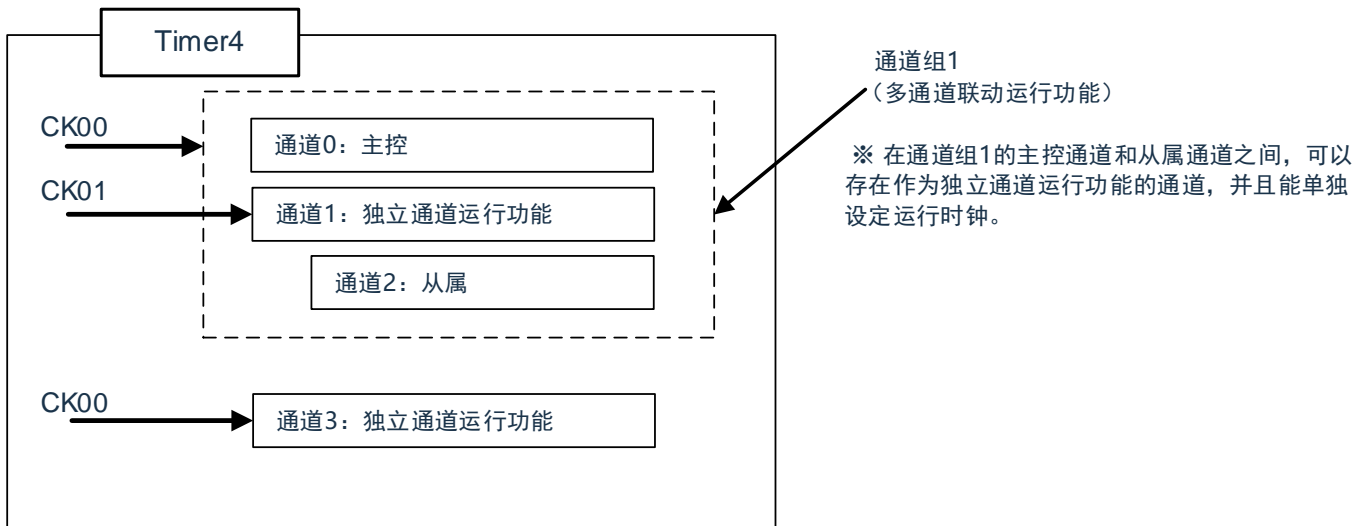 Timer4
CK00
通道0：主控
CK01
通道1：独立通道运行功能
通道2：从属
CK00
通道3：独立通道运行功能
通道组1
（多通道联动运行功能）
※ 在通道组1的主控通道和从属通道之间，可以
存在作为独立通道运行功能的通道，并且能单独
设定运行时钟。